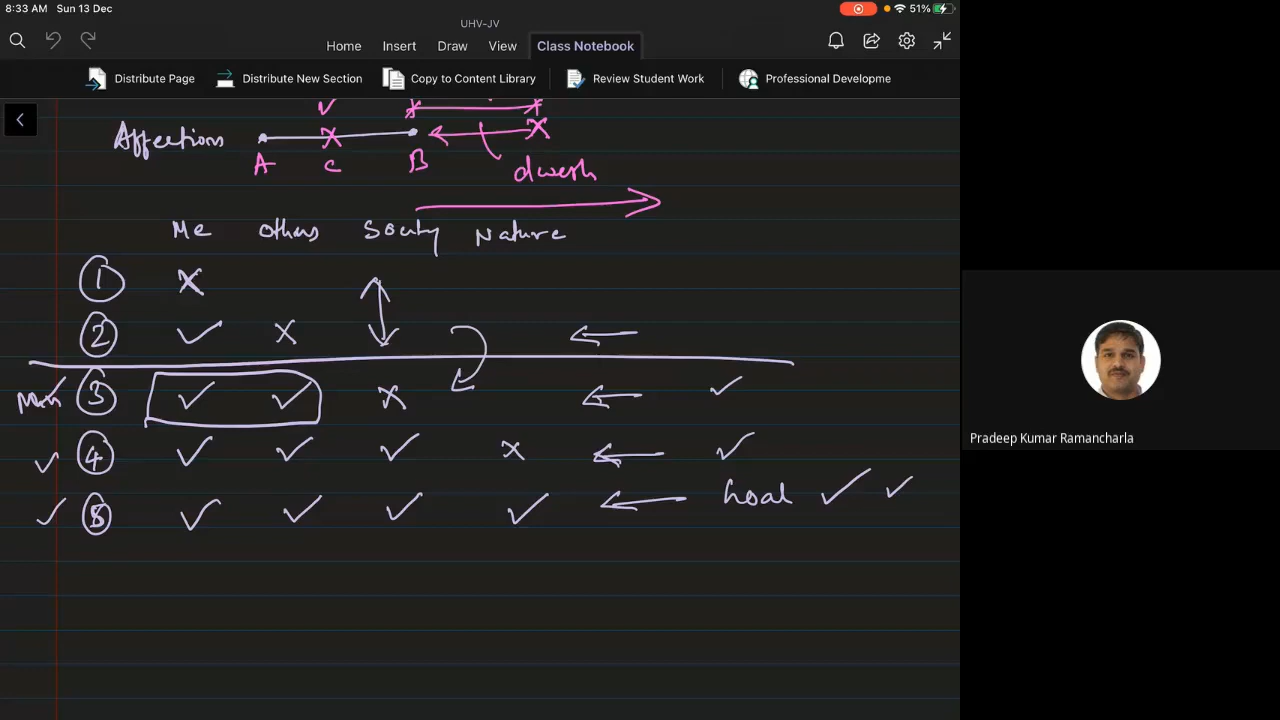 8:33 AM Sun 13 Dec 51%
UHV-JV
Home Insert Draw View Class Notebook
Distribute Page Distribute New Section Copy to Content Library Review Student Work Professional Developme
Affections
A C B dwesh
Me others Society Nature
1
2
3
4
5 Goal
Pradeep Kumar Ramancharla